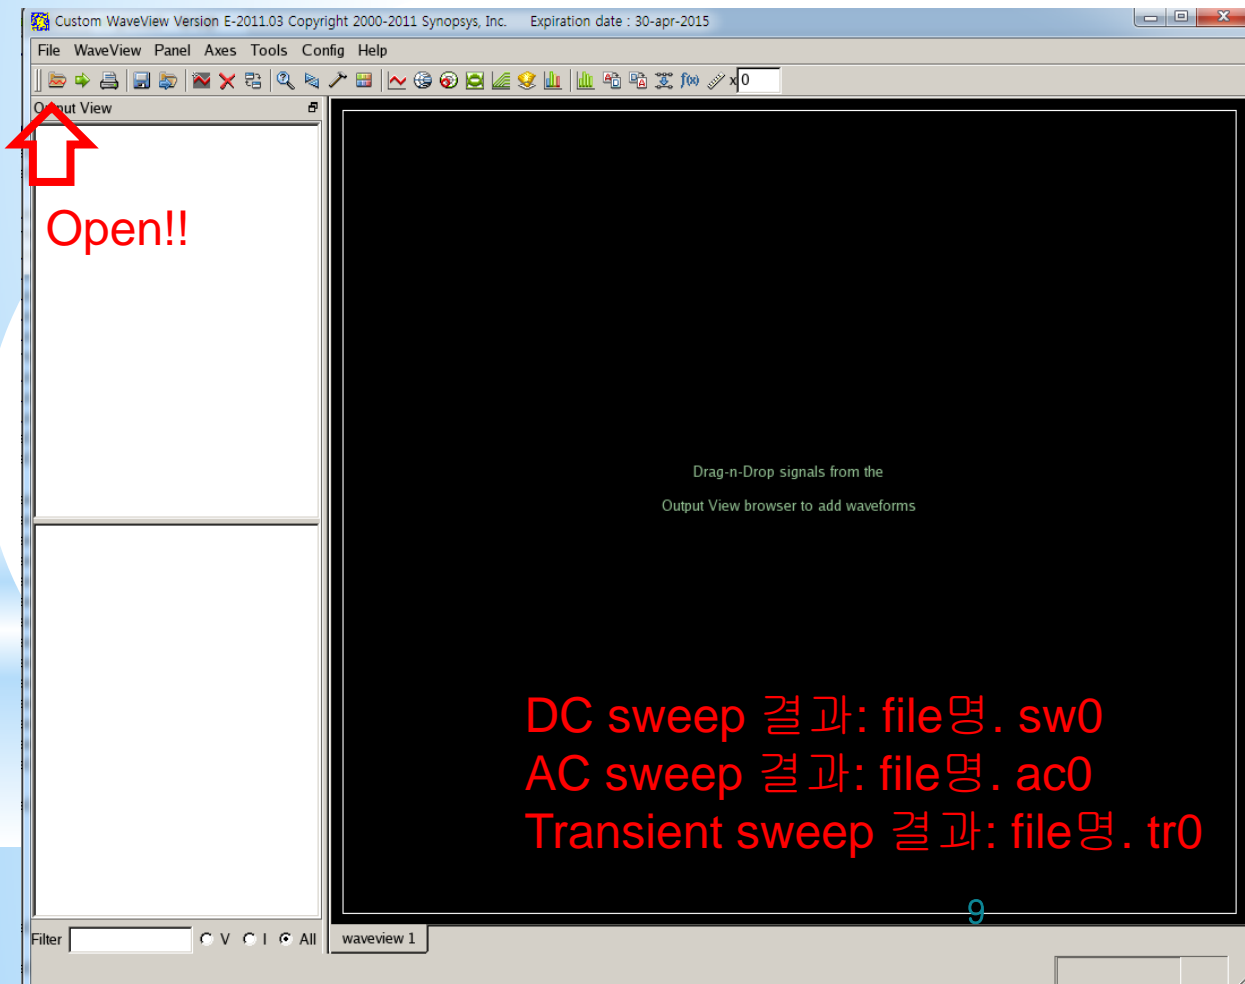 Custom WaveView Version E-2011.03 Copyright 2000-2011 Synopsys, Inc. Expiration date : 30-apr-2015
File WaveView Panel Axes Tools Config Help
f(x) x 0
Output View
Open!!
Drag-n-Drop signals from the
Output View browser to add waveforms
DC sweep 결과: file명. sw0
AC sweep 결과: file명. ac0
Transient sweep 결과: file명. tr0
9
Filter V I All
waveview 1